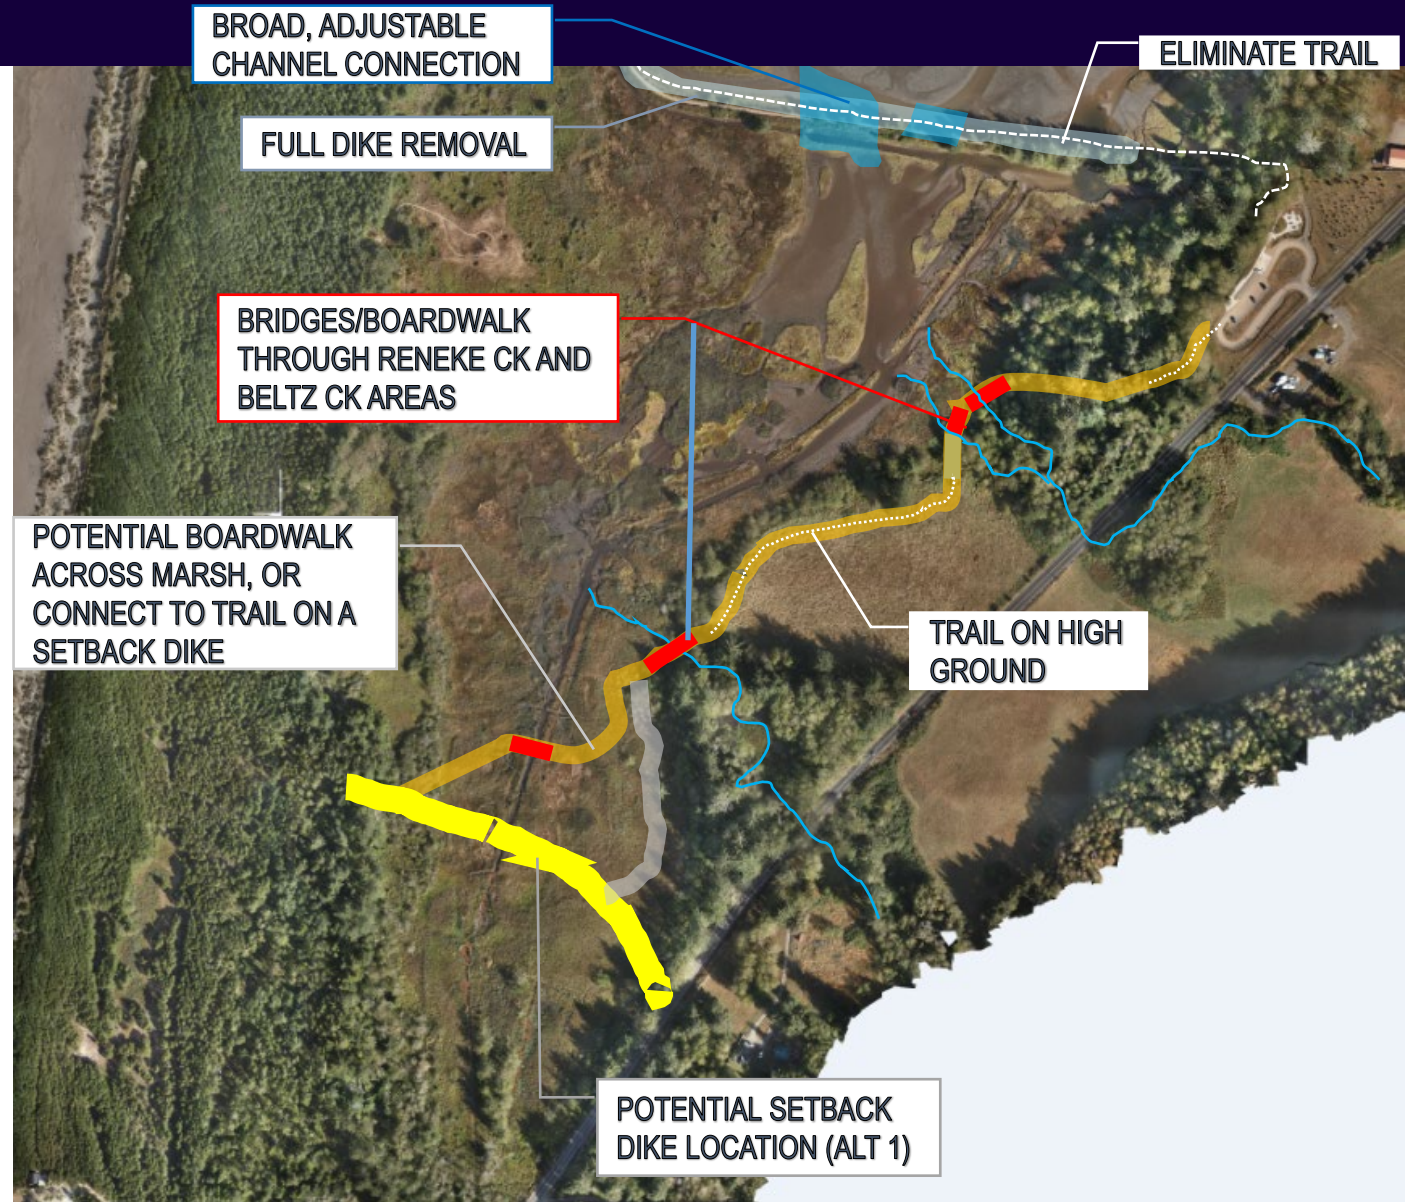 BROAD, ADJUSTABLE
CHANNEL CONNECTION
ELIMINATE TRAIL
FULL DIKE REMOVAL
BRIDGES/BOARDWALK
THROUGH RENEKE CK AND
BELTZ CK AREAS
POTENTIAL BOARDWALK
ACROSS MARSH, OR
CONNECT TO TRAIL ON A
SETBACK DIKE
TRAIL ON HIGH
GROUND
POTENTIAL SETBACK
DIKE LOCATION (ALT 1)